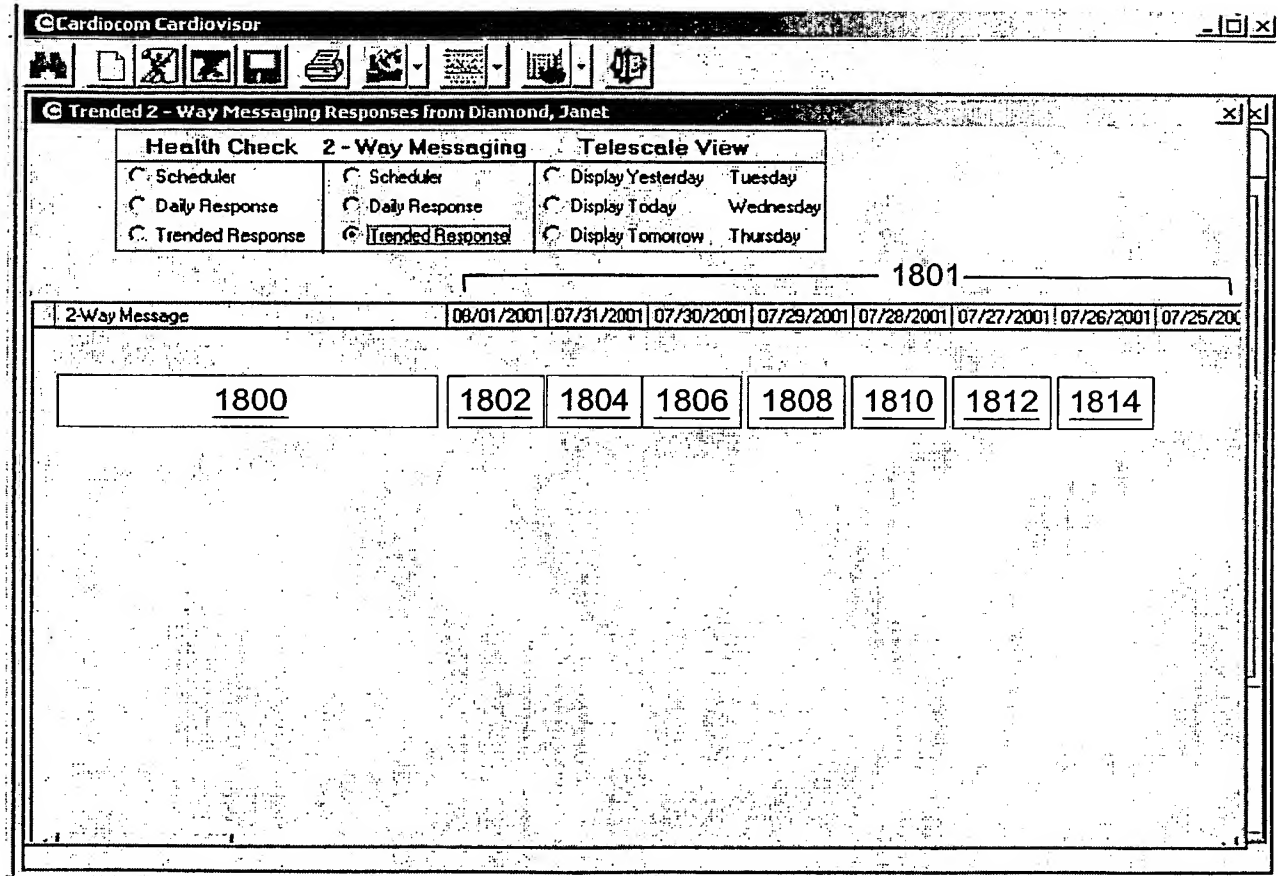 Cardiocom Cardiovisor
Trended 2 - Way Messaging Responses from Diamond, Janet
Health Check 2 - Way Messaging Telescale View
Scheduler Scheduler Display Yesterday Tuesday
Daily Response Daily Response Display Today Wednesday
Trended Response Trended Response Display Tomorrow Thursday
1801
2-Way Message 08/01/2001 07/31/2001 07/30/2001 07/29/2001 07/28/2001 07/27/2001 07/26/2001 07/25/200
1800 1802 1804 1806 1808 1810 1812 1814